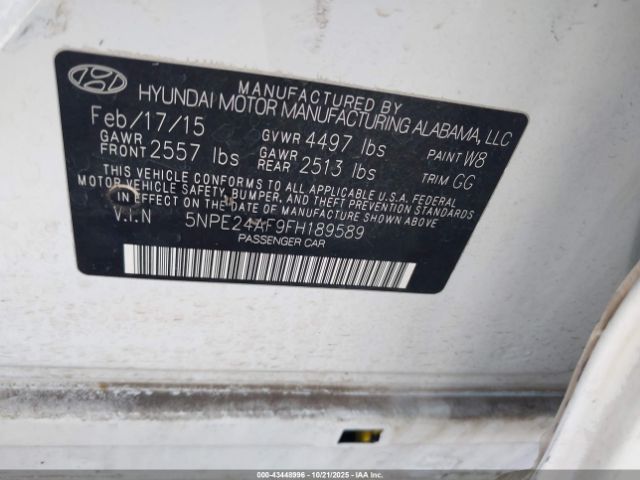 MANUFACTURED BY
HYUNDAI MOTOR MANUFACTURING ALABAMA, LLC
Feb/17/15
GAWR FRONT 2557 lbs
GVWR 4497 lbs
GAWR REAR 2513 lbs
PAINT W8
TRIM GG
THIS VEHICLE CONFORMS TO ALL APPLICABLE U.S.A. FEDERAL
MOTOR VEHICLE SAFETY, BUMPER, AND THEFT PREVENTION STANDARDS
IN EFFECT ON THE DATE OF MANUFACTURE SHOWN ABOVE.
V.I.N 5NPE24AF9FH189589
PASSENGER CAR
000-43448996 10/21/2025 IAAI.COM